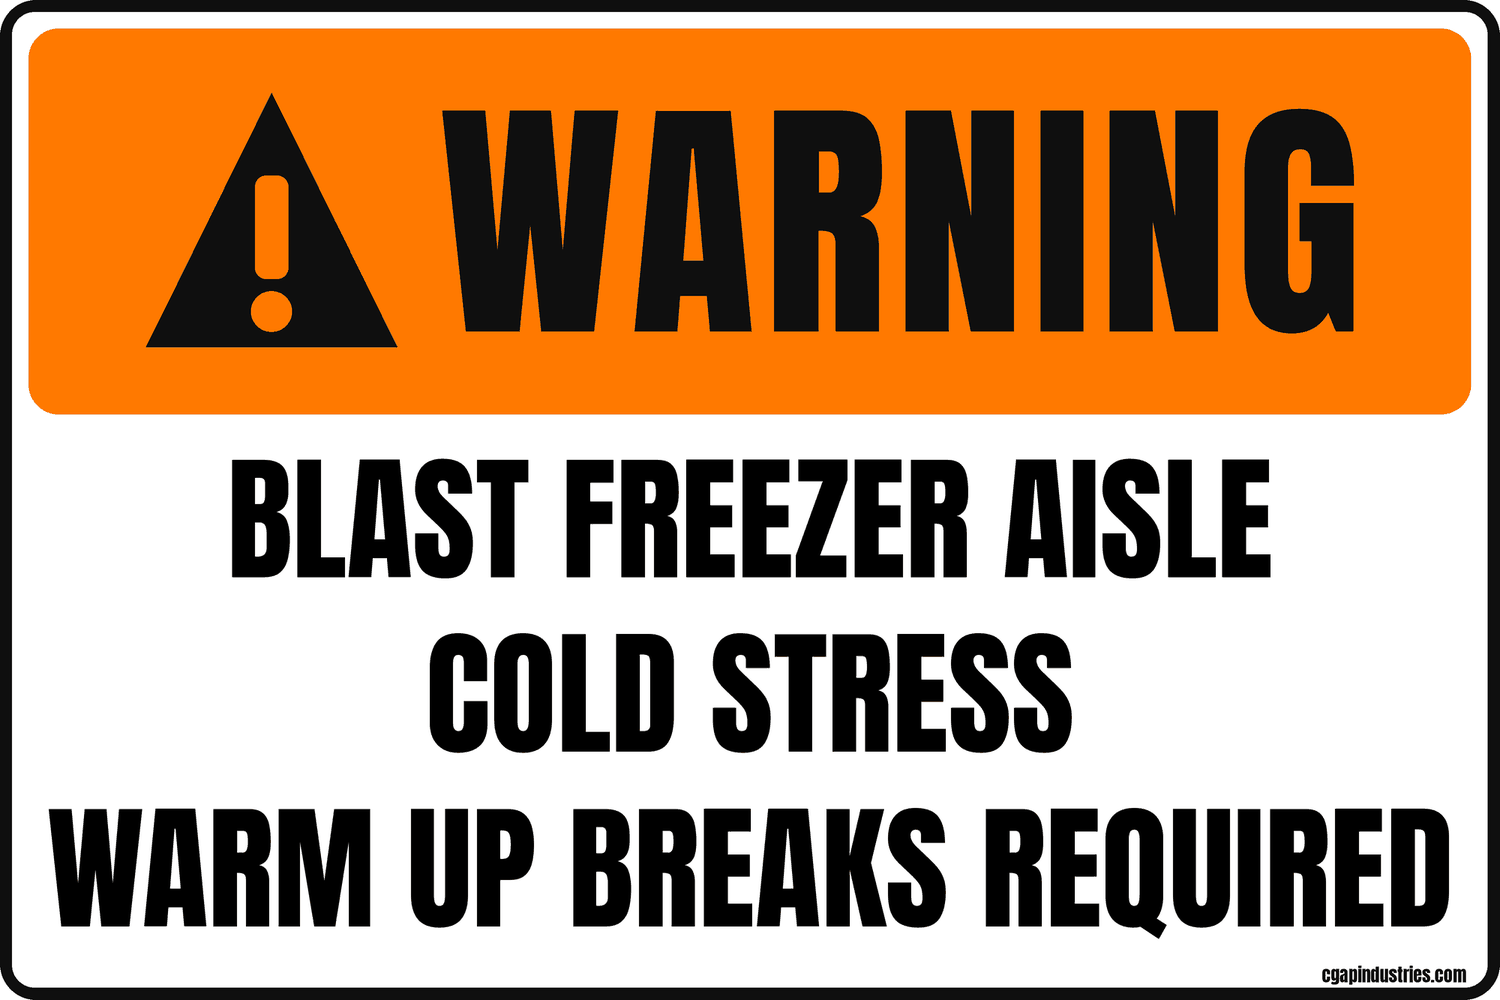 WARNING
BLAST FREEZER AISLE
COLD STRESS
WARM UP BREAKS REQUIRED
cgapindustries.com